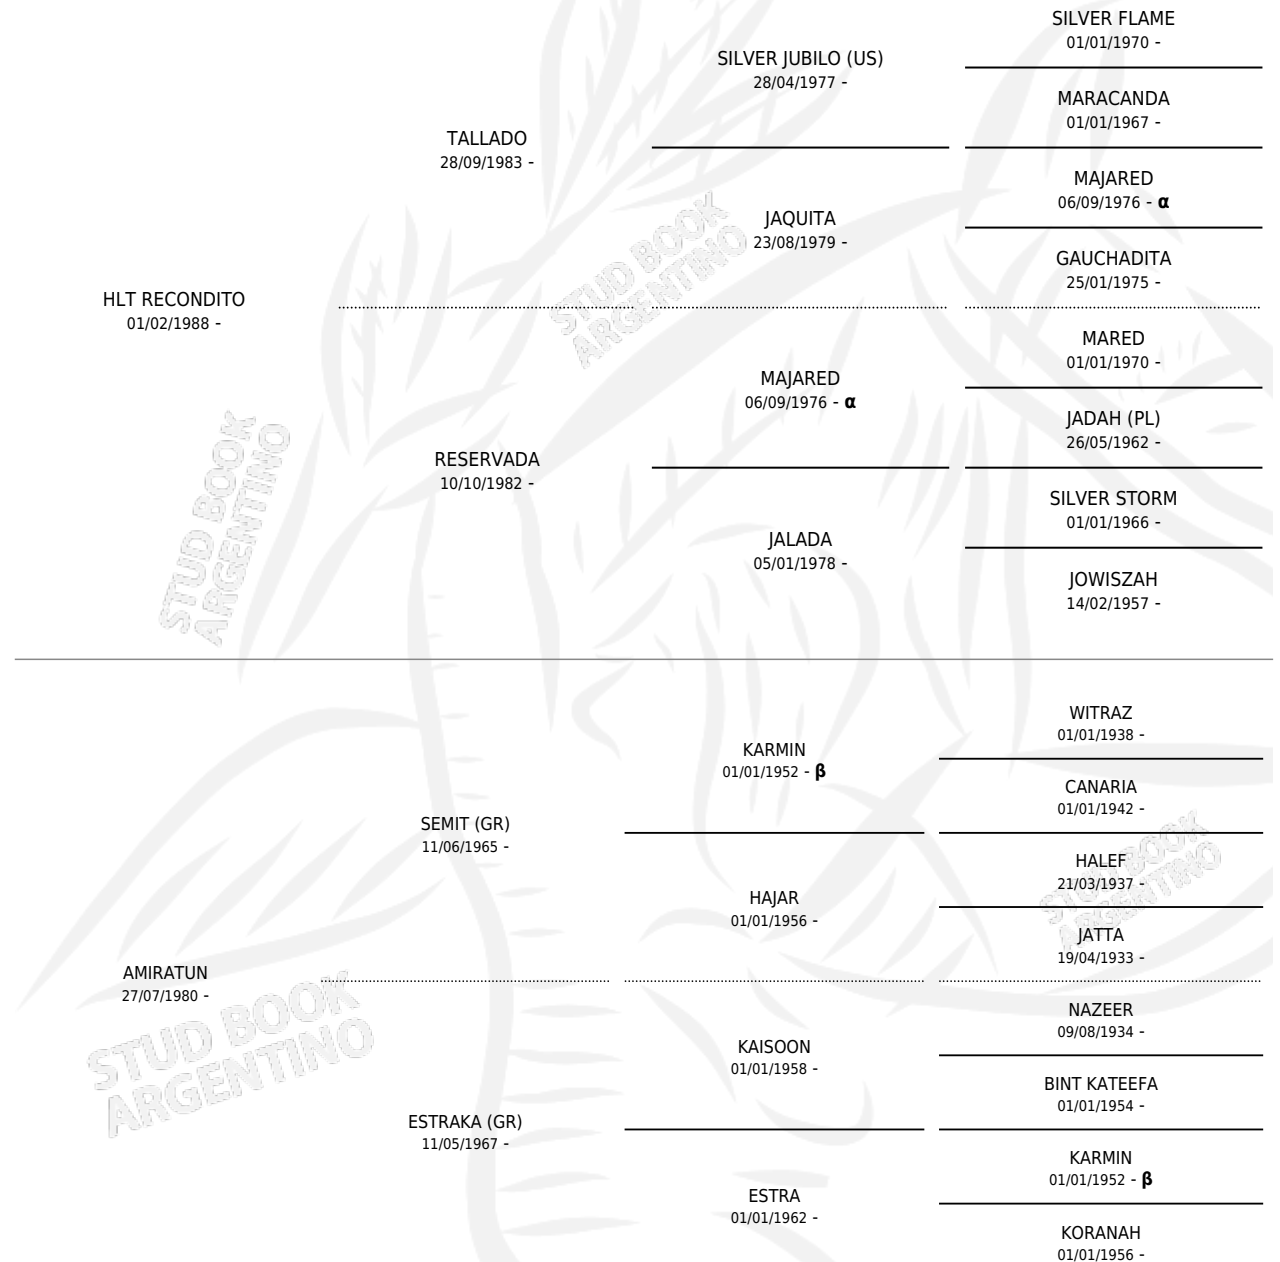 SILVER FLAME
01/01/1970 -
SILVER JUBILO (US)
28/04/1977 -
MARACANDA
01/01/1967 -
TALLADO
28/09/1983 -
MAJARED
06/09/1976 - α
JAQUITA
23/08/1979 -
GAUCHADITA
25/01/1975 -
HLT RECONDITO
01/02/1988 -
MARED
01/01/1970 -
MAJARED
06/09/1976 - α
JADAH (PL)
26/05/1962 -
RESERVADA
10/10/1982 -
SILVER STORM
01/01/1966 -
JALADA
05/01/1978 -
JOWISZAH
14/02/1957 -
WITRAZ
01/01/1938 -
KARMIN
01/01/1952 - β
CANARIA
01/01/1942 -
SEMIT (GR)
11/06/1965 -
HALEF
21/03/1937 -
HAJAR
01/01/1956 -
JATTA
19/04/1933 -
AMIRATUN
27/07/1980 -
NAZEER
09/08/1934 -
KAISOON
01/01/1958 -
BINT KATEEFA
01/01/1954 -
ESTRAKA (GR)
11/05/1967 -
KARMIN
01/01/1952 - β
ESTRA
01/01/1962 -
KORANAH
01/01/1956 -
STUD BOOK
ARGENTINO
STUD BOOK
ARGENTINO
STUD BOOK
ARGENTINO
STUD BOOK
ARGENTINO